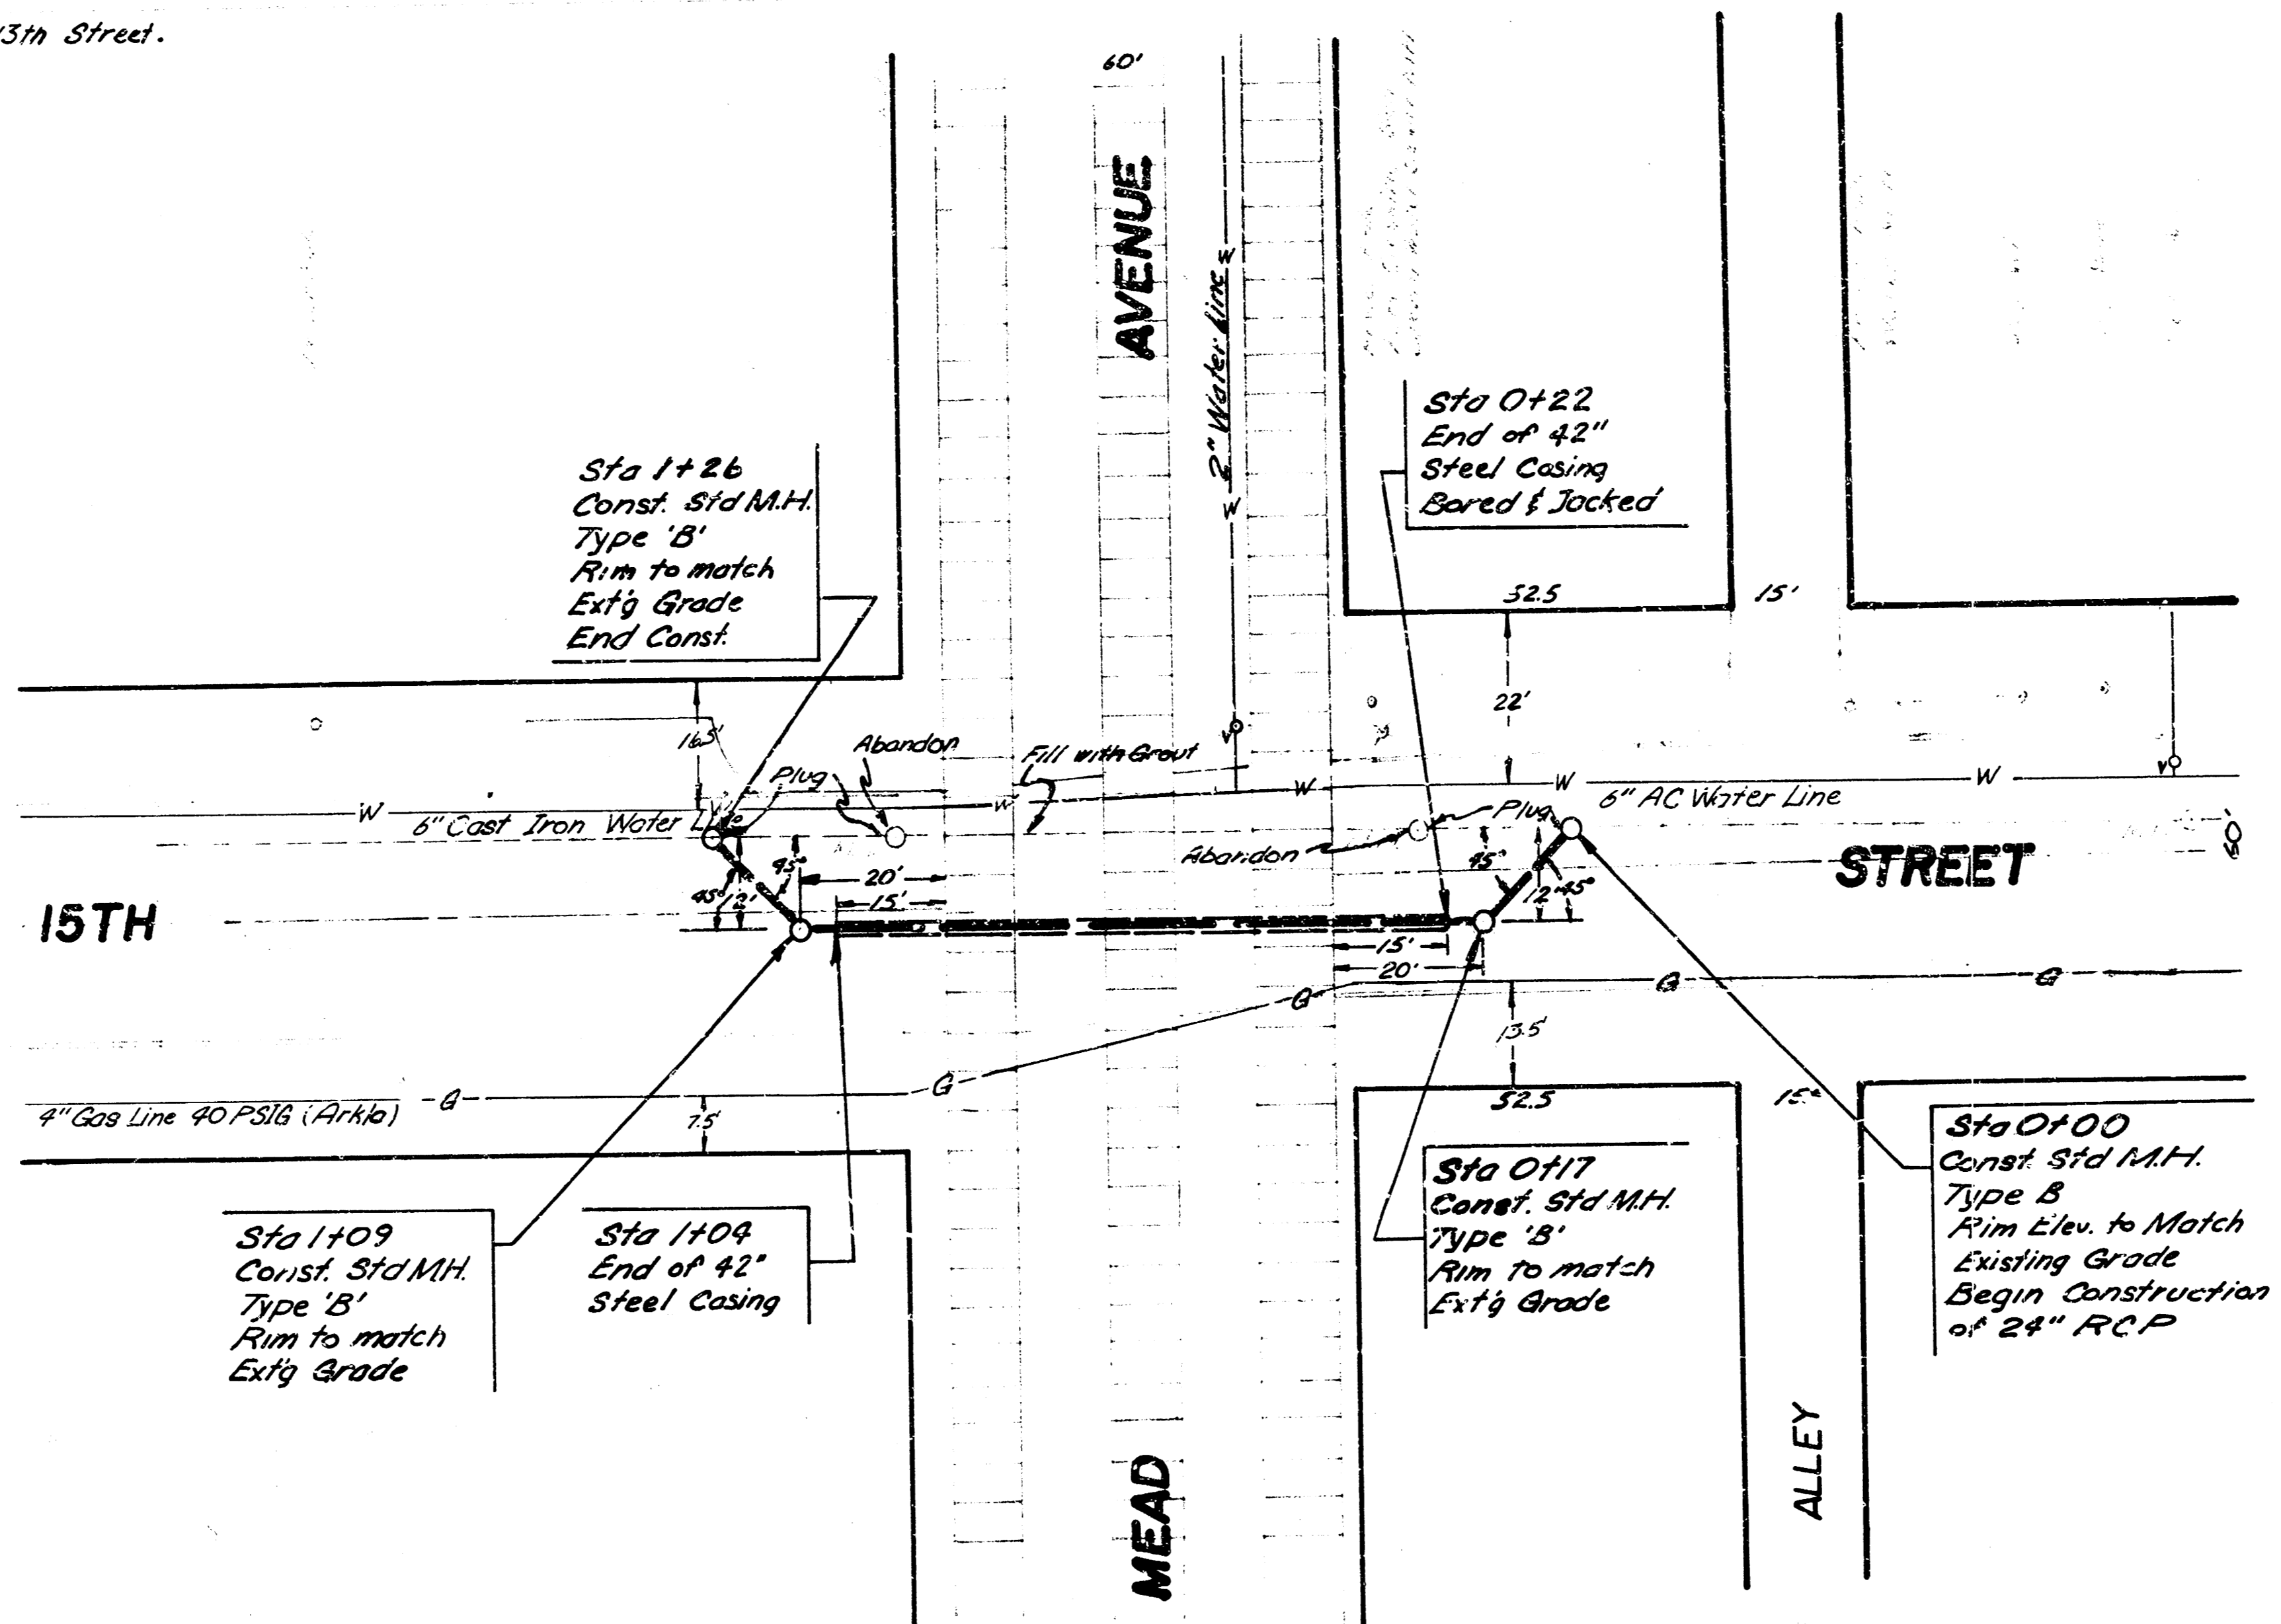 13th Street.
60'
AVENUE
2" Water Line
W
W
Sta 0+22
End of 42"
Steel Casing
Bored & Jacked
Sta 1+26
Const. Std M.H.
Type 'B'
Rim to match
Ext'g Grade
End Const.
52.5
15'
22'
16.5'
Abandon
Fill with Grout
Plug
V
V
W
W
W
W
W
W
6" Cast Iron Water Line
6" AC Water Line
Plug
Abandon
45°
45°
12'
20'
15'
45°
12'
45°
15'
20'
15TH
STREET
G
G
G
G
G
13.5'
7.5'
4" Gas Line 40 PSIG (Arkla)
52.5
15'
Sta 0+00
Const. Std M.H.
Type B
Rim Elev. to Match
Existing Grade
Begin Construction
of 24" RCP
Sta 0+17
Const. Std M.H.
Type 'B'
Rim to match
Ext'g Grade
Sta 1+09
Const. Std MH.
Type 'B'
Rim to match
Ext'g Grade
Sta 1+04
End of 42"
Steel Casing
ALLEY
MEAD